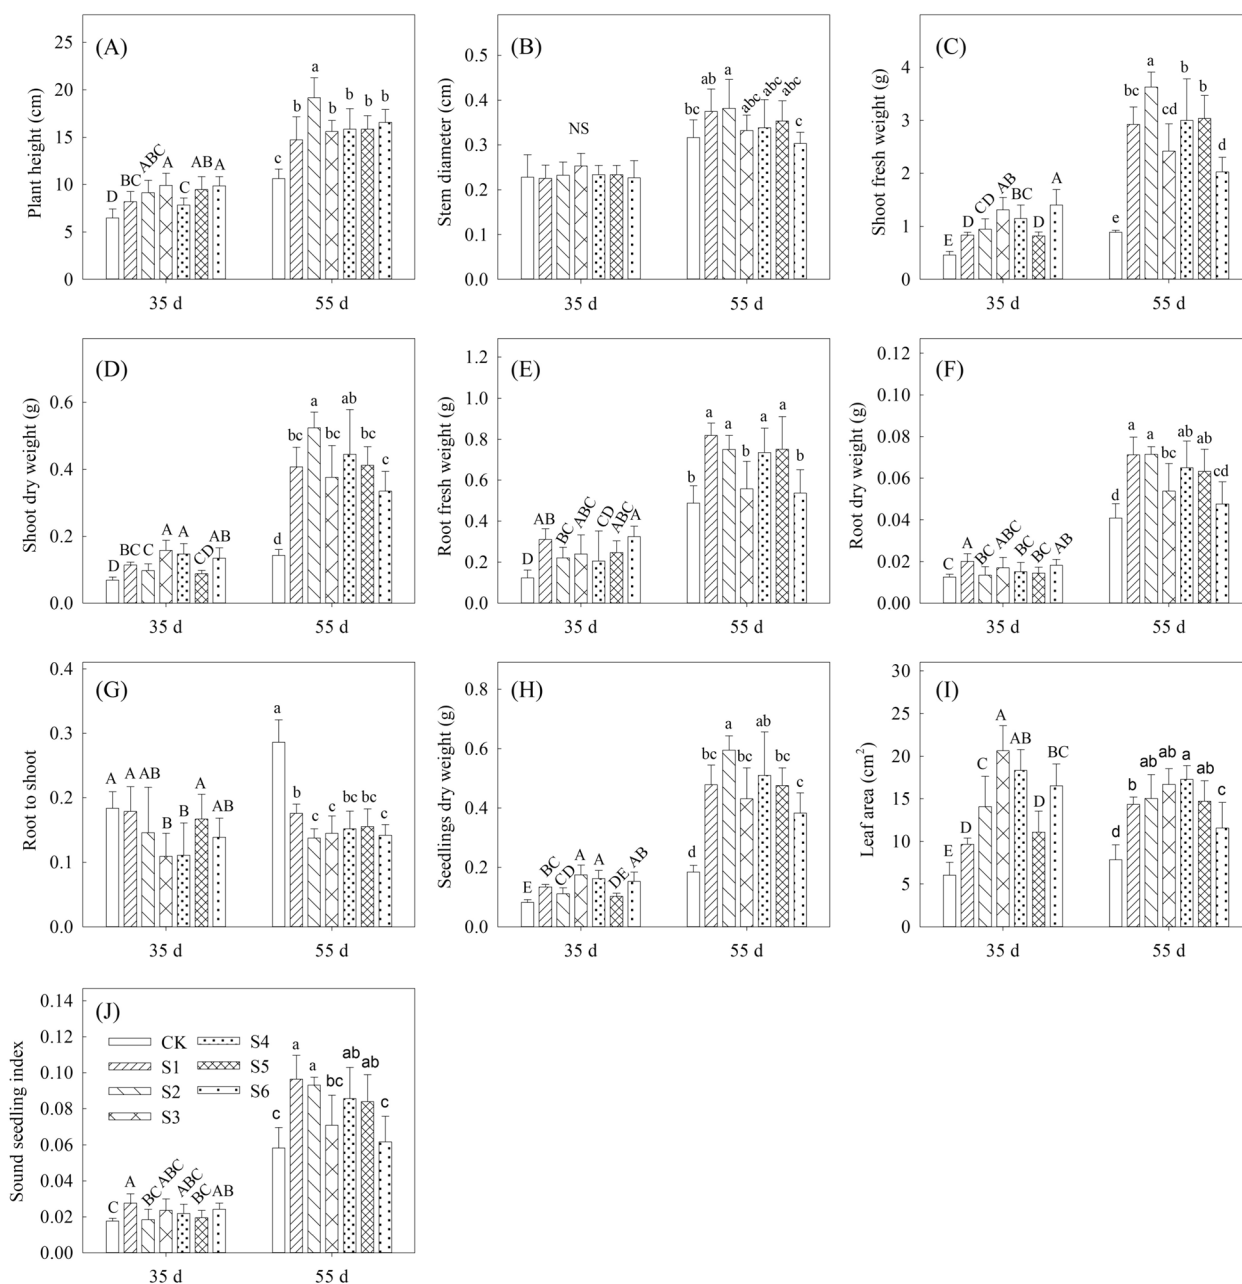 (A)
Plant height (cm)
25
20
15
10
5
0
D BC ABC A C AB A
c b a b b b b
35 d 55 d
(B)
Stem diameter (cm)
0.5
0.4
0.3
0.2
0.1
0.0
NS
bc ab a abc abc abc c
35 d 55 d
(C)
Shoot fresh weight (g)
4
3
2
1
0
E D CD AB BC D A
e bc a cd b b d
35 d 55 d
(D)
Shoot dry weight (g)
0.6
0.4
0.2
0.0
D BC C A A CD AB
d bc a bc ab bc c
35 d 55 d
(E)
Root fresh weight (g)
1.2
1.0
0.8
0.6
0.4
0.2
0.0
D AB BC ABC CD ABC A
b a a b a a b
35 d 55 d
(F)
Root dry weight (g)
0.12
0.10
0.08
0.06
0.04
0.02
0.00
C A BC ABC BC BC AB
d a a bc ab ab cd
35 d 55 d
(G)
Root to shoot
0.4
0.3
0.2
0.1
0.0
A A AB B B A AB
a b c c bc bc c
35 d 55 d
(H)
Seedlings dry weight (g)
0.8
0.6
0.4
0.2
0.0
E BC CD A A DE AB
d bc a bc ab bc c
35 d 55 d
(I)
Leaf area (cm²)
30
25
20
15
10
5
0
E D C A AB D BC
d b ab ab a ab c
35 d 55 d
(J)
Sound seedling index
0.14
0.12
0.10
0.08
0.06
0.04
0.02
0.00
CK S4
S1 S5
S2 S6
S3
C A BC ABC ABC BC AB
c a a bc ab ab c
35 d 55 d